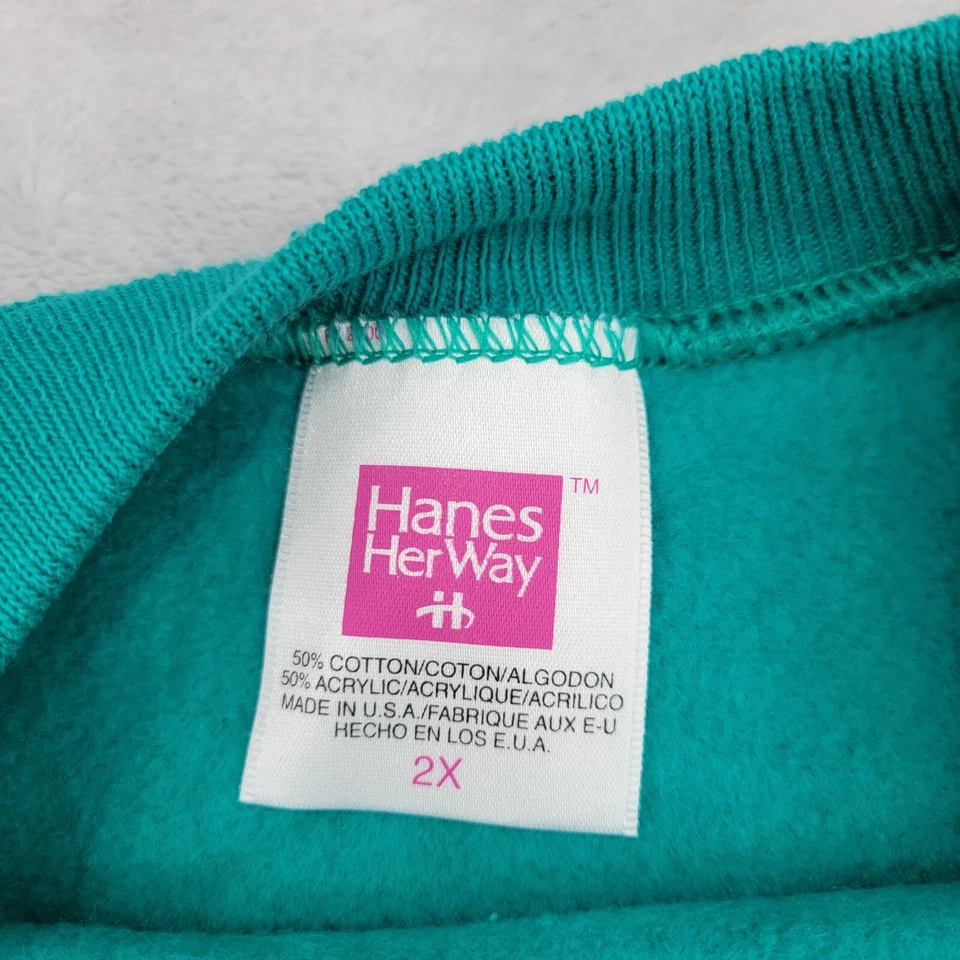 Hanes TM
Her Way
50% COTTON/COTON/ALGODON
50% ACRYLIC/ACRYLIQUE/ACRILICO
MADE IN U.S.A./FABRIQUE AUX E-U
HECHO EN LOS E.U.A.
2X